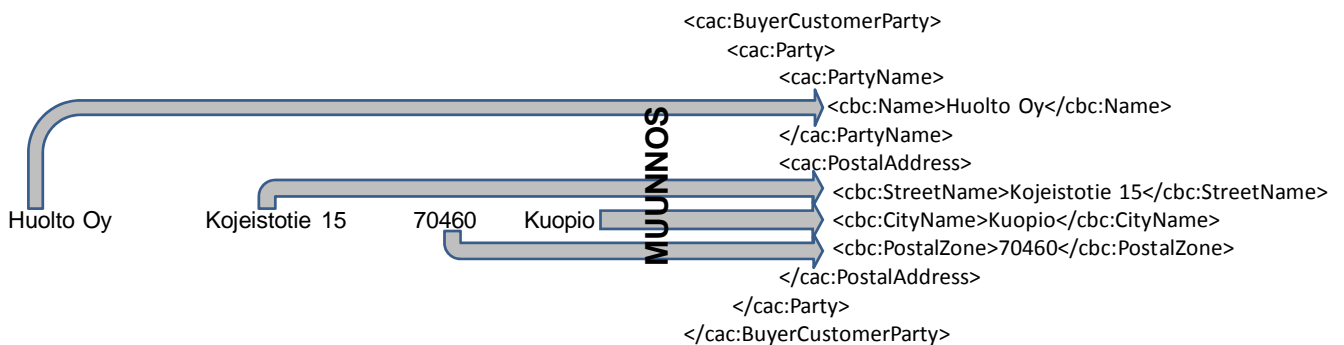 <cac:BuyerCustomerParty>
<cac:Party>
<cac:PartyName>
<cbc:Name>Huolto Oy</cbc:Name>
</cac:PartyName>
<cac:PostalAddress>
<cbc:StreetName>Kojeistotie 15</cbc:StreetName>
Huolto Oy Kojeistotie 15 70460 Kuopio MUUNNOS <cbc:CityName>Kuopio</cbc:CityName>
<cbc:PostalZone>70460</cbc:PostalZone>
</cac:PostalAddress>
</cac:Party>
</cac:BuyerCustomerParty>